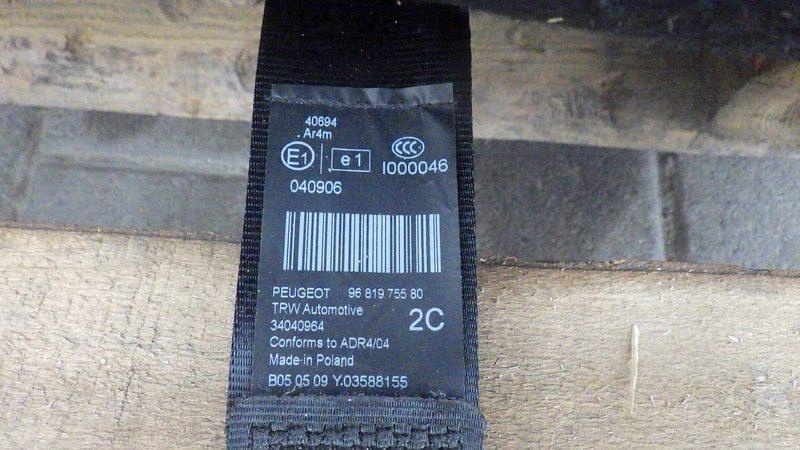 40694
Ar4m
E1 e1 CCC I000046
040906
PEUGEOT 96 819 755 80
TRW Automotive
34040964 2C
Conforms to ADR4/04
Made in Poland
B05 05 09 Y.03588155